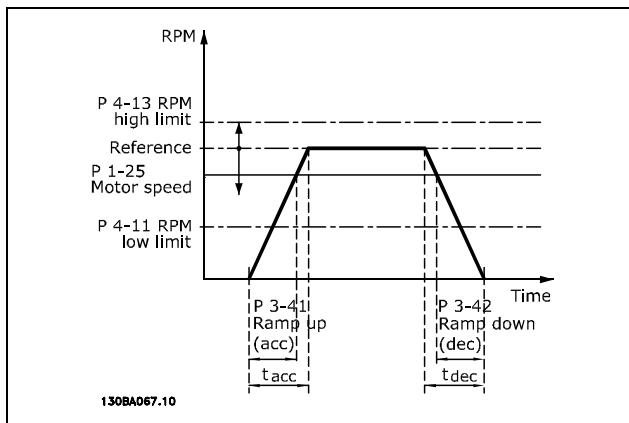 RPM
P 4-13 RPM
high limit
Reference
P 1-25
Motor speed
P 4-11 RPM
low limit
Time
P 3-41
Ramp up
(acc)
tacc
P 3-42
Ramp down
(dec)
tdec
130BA067.10